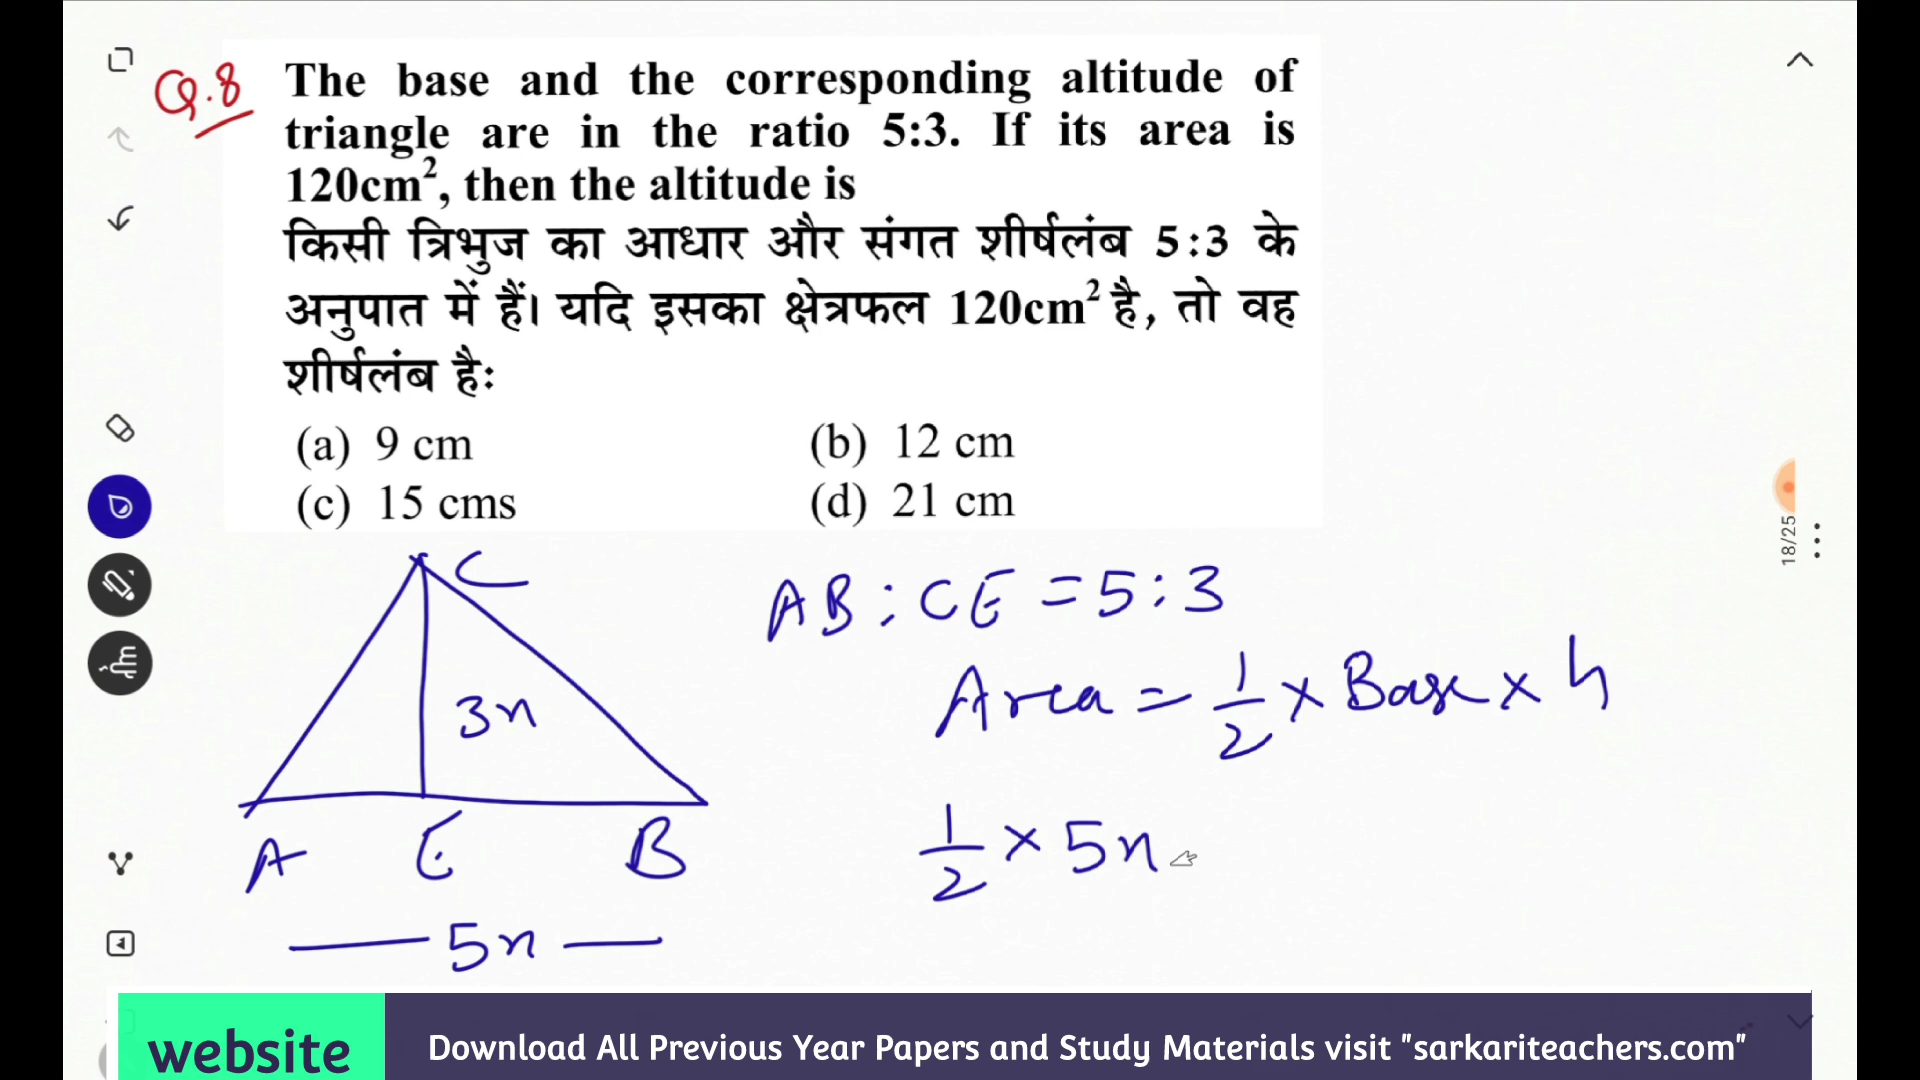 Q.8
The base and the corresponding altitude of
triangle are in the ratio 5:3. If its area is
120cm², then the altitude is
किसी त्रिभुज का आधार और संगत शीर्षलंब 5:3 के
अनुपात में हैं। यदि इसका क्षेत्रफल 120cm² है, तो वह
शीर्षलंब हैः
(a) 9 cm (b) 12 cm
(c) 15 cms (d) 21 cm
C
AB : CE = 5 : 3
Area = 1/2 × Base × h
3n
1/2 × 5n
A E B
5n
18/25
website
Download All Previous Year Papers and Study Materials visit "sarkariteachers.com"